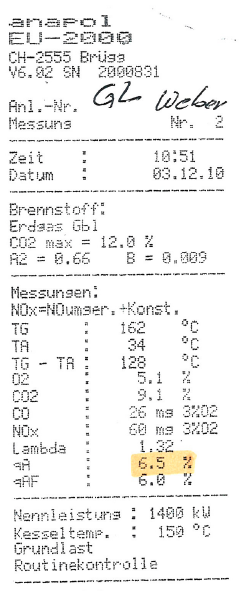 anapol
EU-2000
CH-2555 Brügg
V6.02 SN 2000831
Anl.-Nr. GZ Weber
Messung Nr. 2
Zeit : 10:51
Datum : 03.12.10
Brennstoff:
Erdgas Gbl
CO2 max = 12.0 %
A2 = 0.66 B = 0.009
Messungen:
NOx=NOumger.+Konst.
TG : 162 °C
TA : 34 °C
TG - TA : 128 °C
O2 : 5.1 %
CO2 : 9.1 %
CO : 26 mg 3%O2
NOx : 60 mg 3%O2
Lambda : 1.32
qA : 6.5 %
qAF : 6.0 %
Nennleistung : 1400 kW
Kesseltemp. : 150 °C
Grundlast
Routinekontrolle